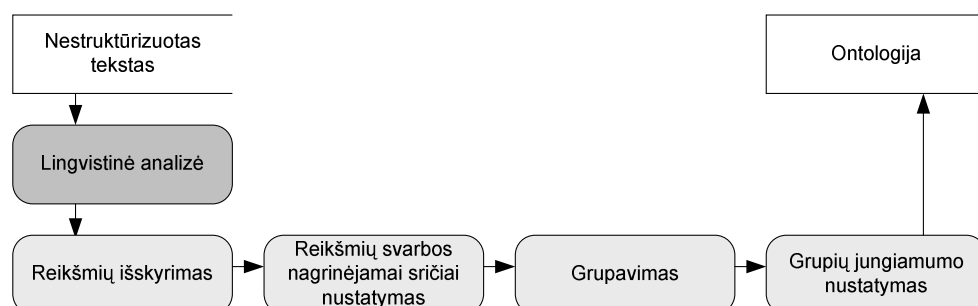 Nestruktūrizuotas
tekstas
Ontologija
Lingvistinė analizė
Reikšmių išskyrimas
Reikšmių svarbos
nagrinėjamai sričiai
nustatymas
Grupavimas
Grupių jungiamumo
nustatymas